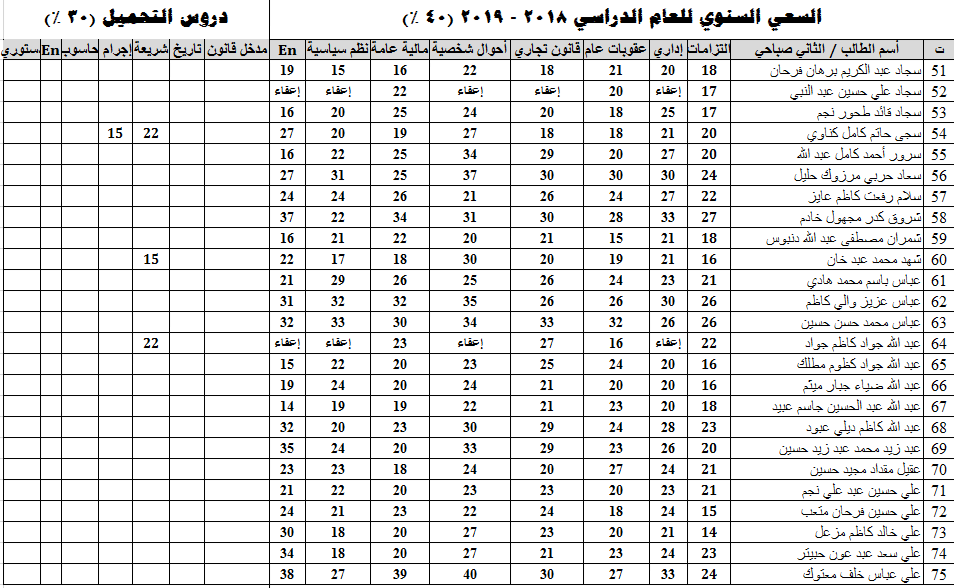 السعي السنوي للعام الدراسي ٢٠١٨ - ٢٠١٩ (٤٠ ٪) دروس التحميل (٣٠ ٪)
ت أسم الطالب / الثاني صباحي التزامات إداري عقوبات عام قانون تجاري أحوال شخصية مالية عامة نظم سياسية En مدخل قانون تاريخ شريعة إجرام حاسوب En دستوري
51 سجاد عبد الكريم برهان فرحان 18 20 21 18 22 16 15 19
52 سجاد علي حسين عبد النبي 17 إعفاء 20 إعفاء إعفاء 22 إعفاء إعفاء
53 سجاد قائد طحور نجم 17 25 18 20 24 25 20 16
54 سجى حاتم كامل كناوي 20 21 18 18 27 19 20 27 22 15
55 سرور أحمد كامل عبد الله 20 27 20 29 34 25 22 16
56 سعاد حربي مرزوك حليل 24 30 30 30 37 25 31 27
57 سلام رفعت كاظم عايز 22 27 24 26 21 26 24 24
58 شروق كدر مجهول خادم 27 33 28 30 31 34 22 37
59 شمران مصطفى عبد الله دنبوس 18 21 15 21 20 22 21 16
60 شهد محمد عبد خان 16 21 19 20 30 18 17 22 15
61 عباس باسم محمد هادي 21 23 24 26 25 26 29 21
62 عباس عزيز والي كاظم 26 30 26 26 35 32 32 31
63 عباس محمد حسن حسين 26 26 32 33 34 30 33 32
64 عبد الله جواد كاظم جواد 22 إعفاء 16 27 إعفاء 23 إعفاء إعفاء 22
65 عبد الله جواد كظوم مطلك 16 20 24 25 23 20 22 15
66 عبد الله ضياء جبار ميثم 16 20 20 21 24 20 24 19
67 عبد الله عبد الحسين جاسم عبيد 18 20 23 21 22 19 19 14
68 عبد الله كاظم ديلي عبود 23 28 24 29 30 23 20 32
69 عبد زيد محمد عبد زيد حسين 20 26 23 29 33 20 24 35
70 عقيل مقداد مجيد حسين 21 24 27 20 24 18 23 23
71 علي حسين عبد علي نجم 21 23 20 23 23 20 22 21
72 علي حسين فرحان متعب 15 24 18 24 22 23 21 24
73 علي خالد كاظم مزعل 14 21 20 23 27 20 18 30
74 علي سعد عبد عون حبيتر 23 24 23 21 27 20 18 34
75 علي عباس خلف معتوك 24 33 27 30 40 39 27 38